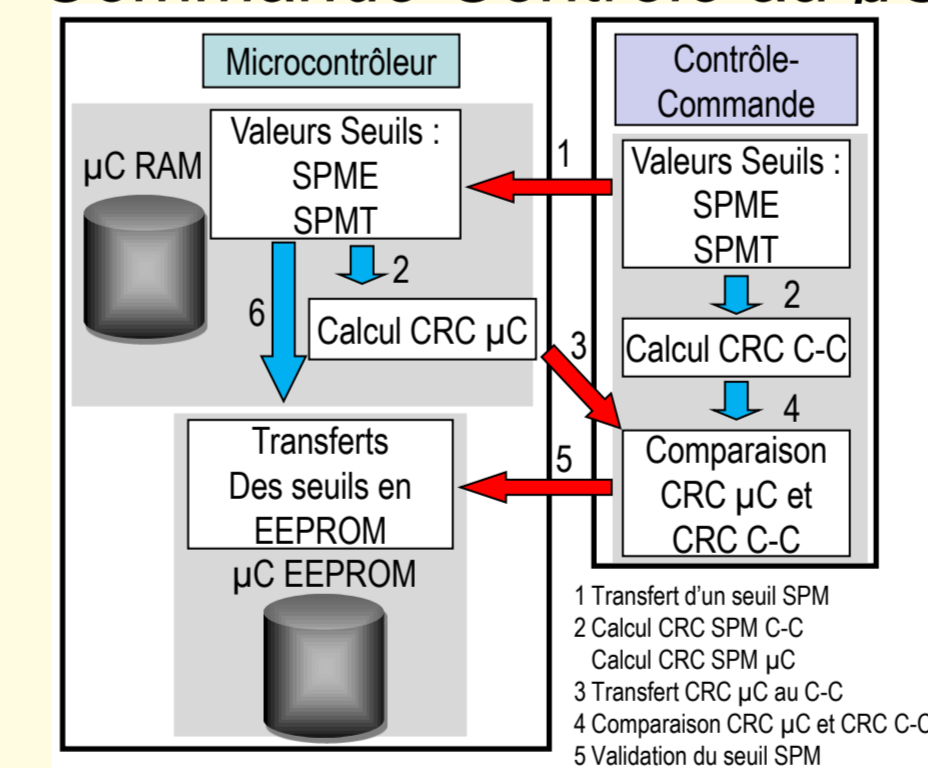 Microcontrôleur
µC RAM
Valeurs Seuils :
SPME
SPMT
2
6
Calcul CRC µC
Transferts
Des seuils en
EEPROM
µC EEPROM
1
3
5
Contrôle-
Commande
Valeurs Seuils :
SPME
SPMT
2
Calcul CRC C-C
4
Comparaison
CRC µC et
CRC C-C
1 Transfert d'un seuil SPM
2 Calcul CRC SPM C-C
Calcul CRC SPM µC
3 Transfert CRC µC au C-C
4 Comparaison CRC µC et CRC C-C
5 Validation du seuil SPM